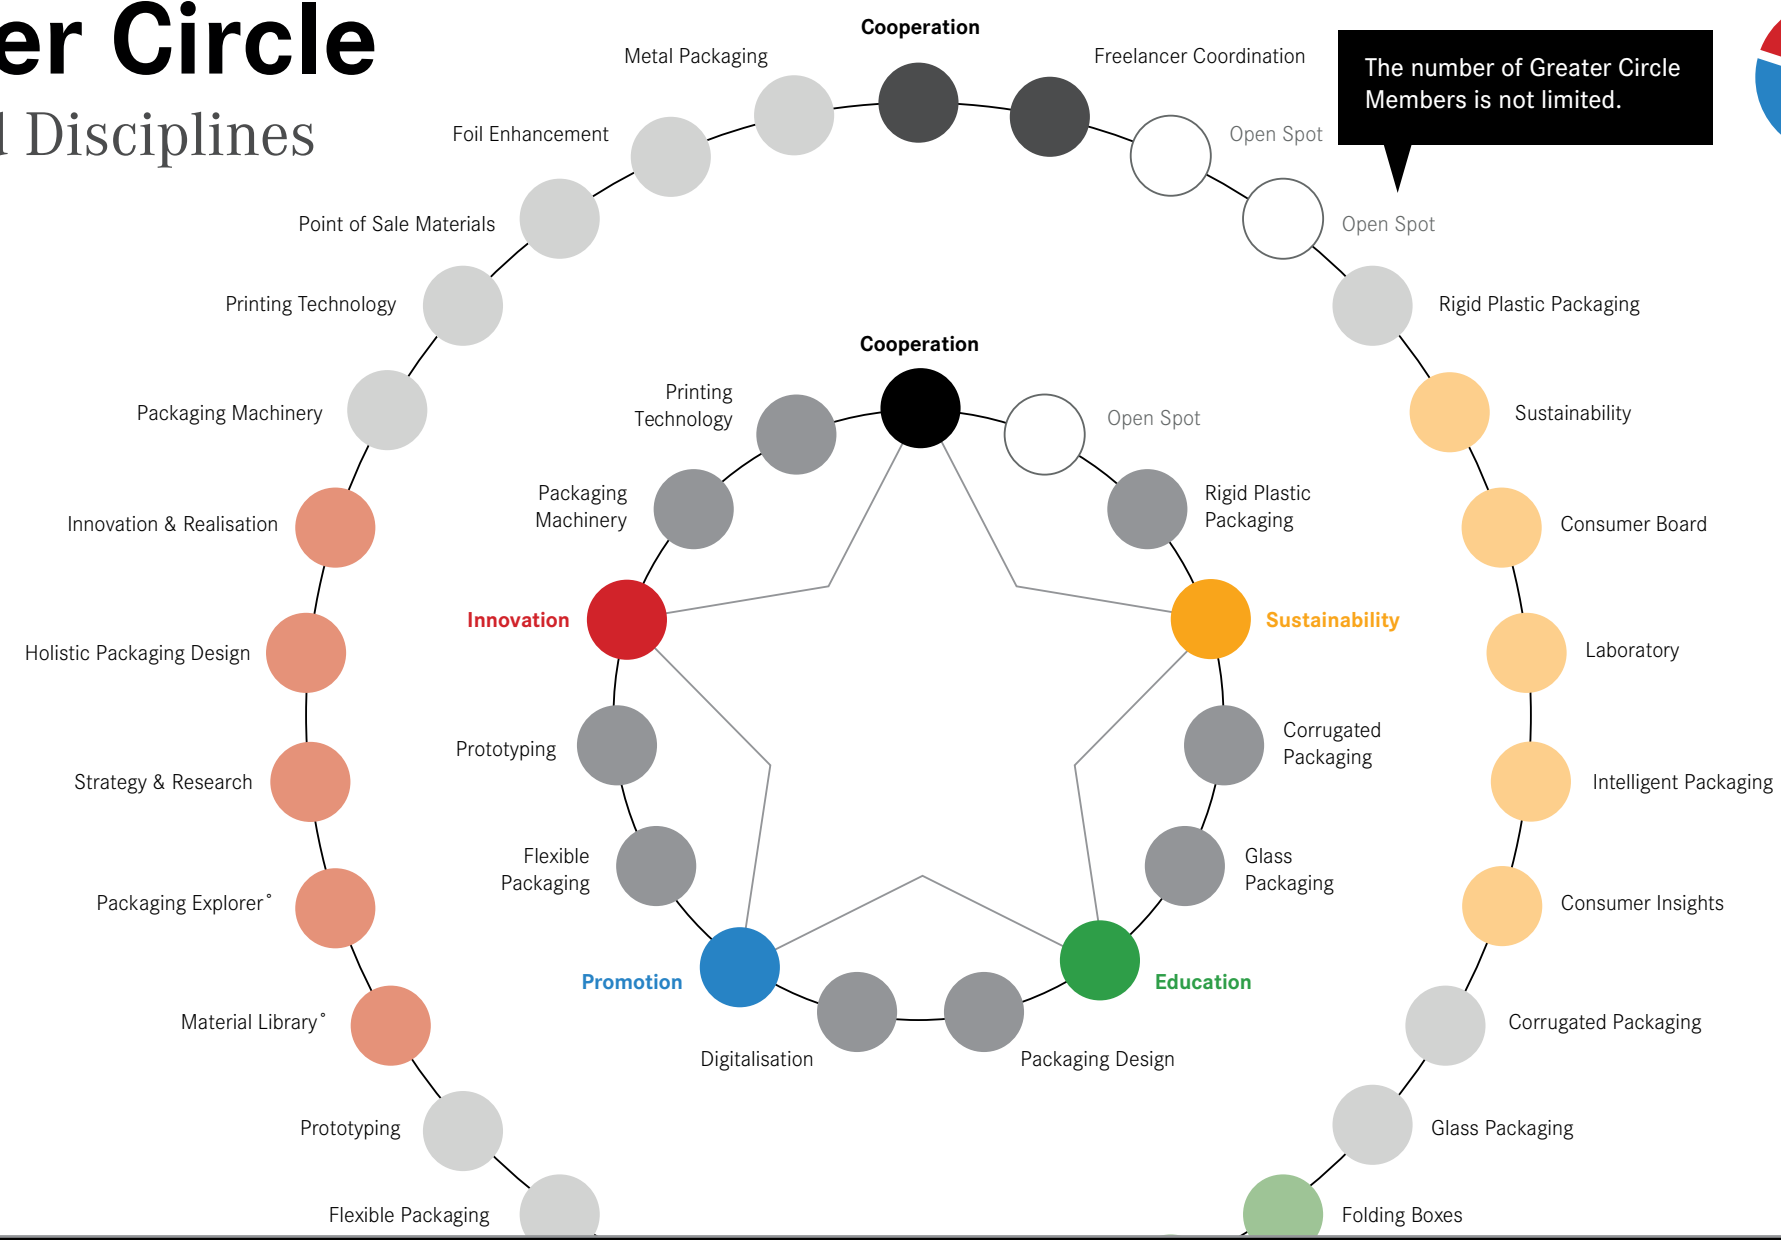 er Circle
Disciplines
Cooperation
Metal Packaging
Freelancer Coordination
The number of Greater Circle
Members is not limited.
Foil Enhancement
Open Spot
Point of Sale Materials
Open Spot
Printing Technology
Rigid Plastic Packaging
Packaging Machinery
Sustainability
Innovation & Realisation
Consumer Board
Holistic Packaging Design
Laboratory
Strategy & Research
Intelligent Packaging
Packaging Explorer°
Consumer Insights
Material Library°
Corrugated Packaging
Prototyping
Glass Packaging
Flexible Packaging
Folding Boxes
Cooperation
Printing
Technology
Open Spot
Packaging
Machinery
Rigid Plastic
Packaging
Innovation
Sustainability
Prototyping
Corrugated
Packaging
Flexible
Packaging
Glass
Packaging
Promotion
Education
Digitalisation
Packaging Design